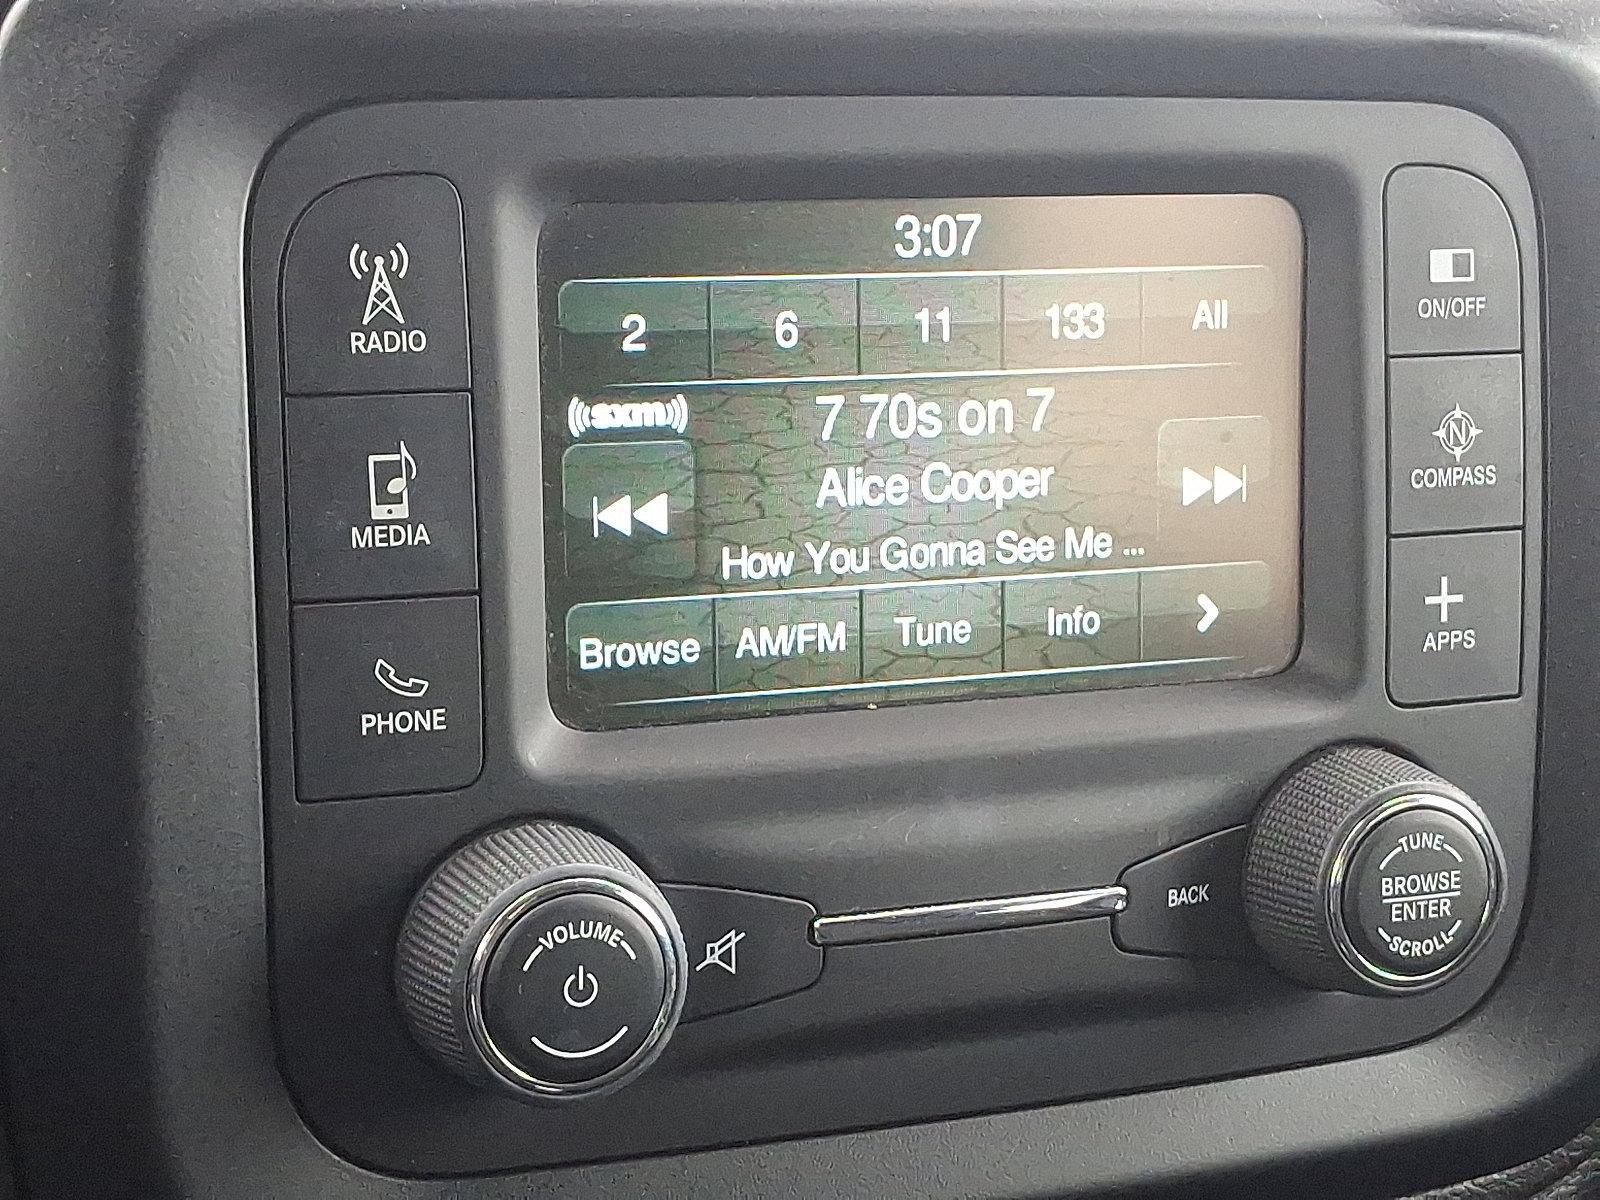 3:07
2 6 11 133 All
((sxm))
7 70s on 7
Alice Cooper
How You Gonna See Me ...
Browse AM/FM Tune Info
RADIO
MEDIA
PHONE
ON/OFF
N
COMPASS
APPS
VOLUME
BACK
TUNE
BROWSE
ENTER
SCROLL